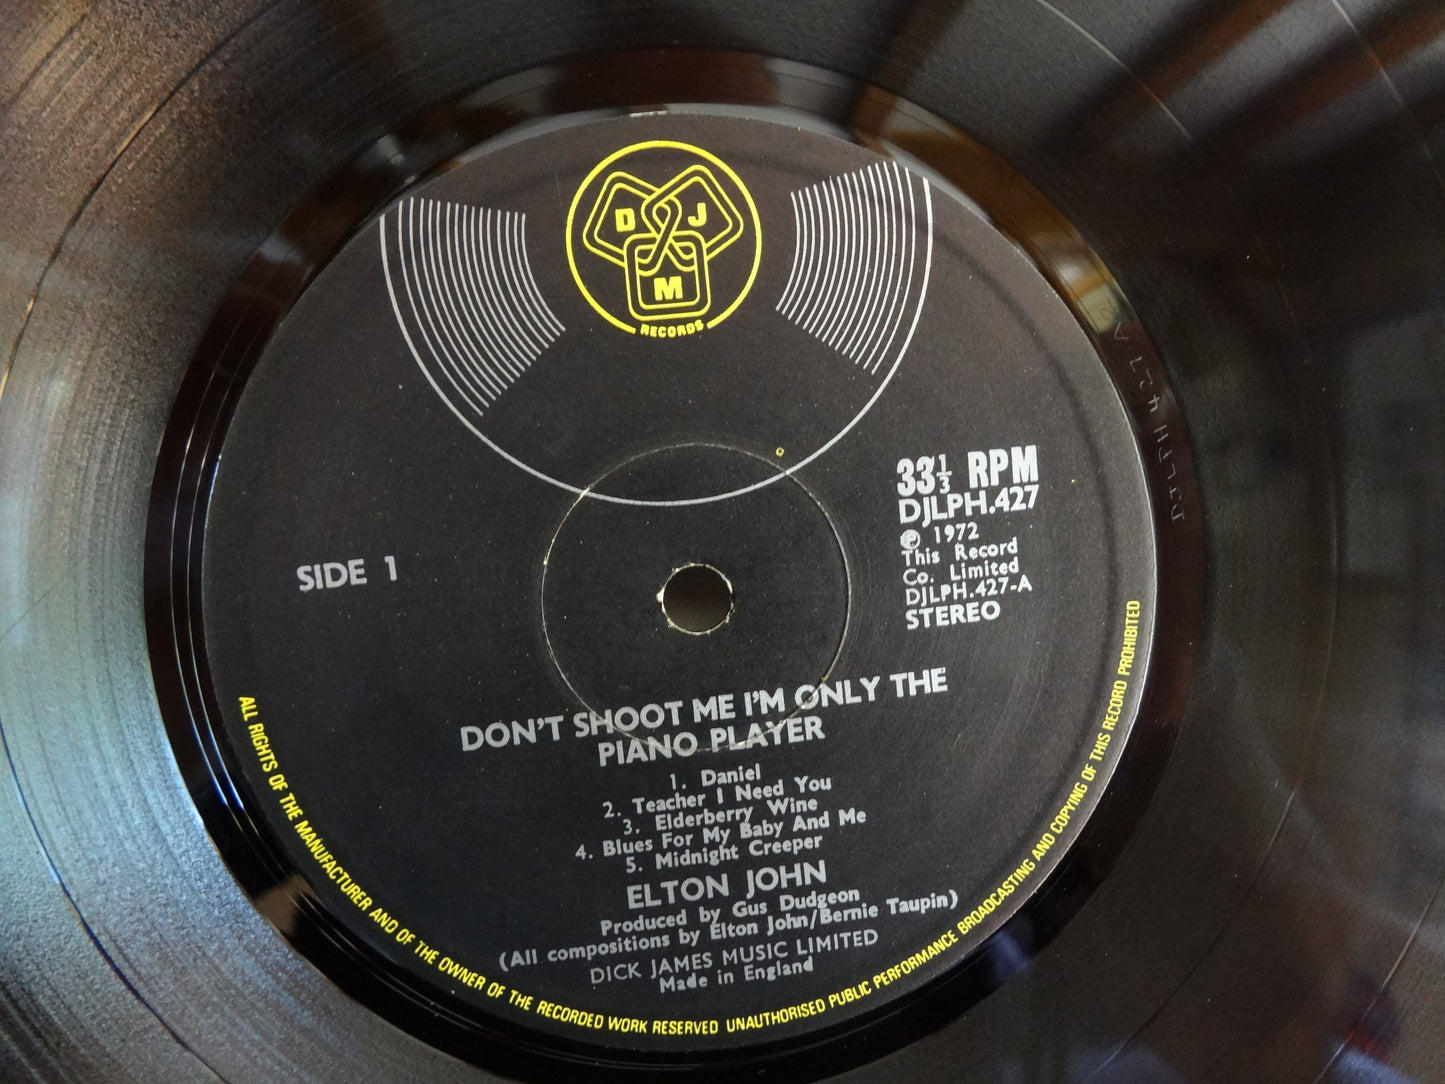 D J
M
RECORDS
33⅓ RPM
DJLPH.427
℗ 1972
This Record
Co. Limited
DJLPH.427-A
STEREO
SIDE 1
DON'T SHOOT ME I'M ONLY THE
PIANO PLAYER
1. Daniel
2. Teacher I Need You
3. Elderberry Wine
4. Blues For My Baby And Me
5. Midnight Creeper
ELTON JOHN
Produced by Gus Dudgeon
(All compositions by Elton John/Bernie Taupin)
DICK JAMES MUSIC LIMITED
Made in England
ALL RIGHTS OF THE MANUFACTURER AND OF THE OWNER OF THE RECORDED WORK RESERVED UNAUTHORISED PUBLIC PERFORMANCE BROADCASTING AND COPYING OF THIS RECORD PROHIBITED
DJLPH 427 A